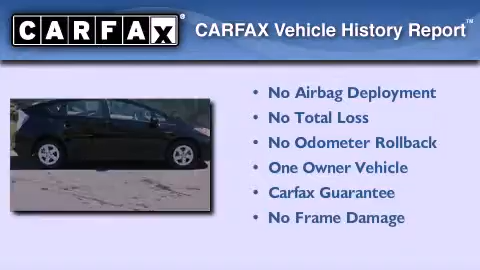 CARFAX® CARFAX Vehicle History Report™
• No Airbag Deployment
• No Total Loss
• No Odometer Rollback
• One Owner Vehicle
• Carfax Guarantee
• No Frame Damage